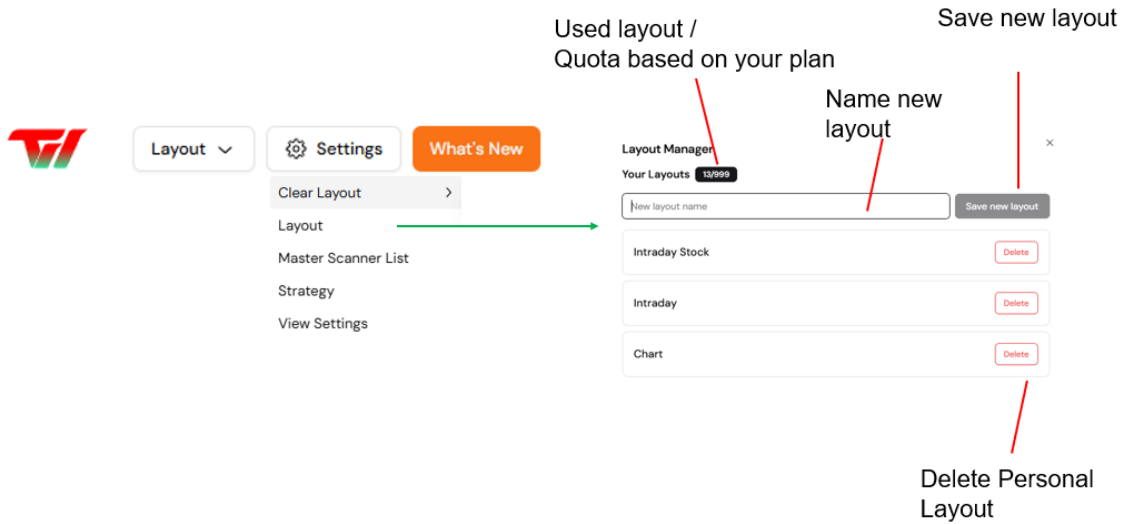 Used layout /
Quota based on your plan
Save new layout
Name new
layout
Layout
Settings
What's New
Clear Layout
Layout
Master Scanner List
Strategy
View Settings
Layout Manager
Your Layouts 13/999
New layout name
Save new layout
Intraday Stock
Delete
Intraday
Delete
Chart
Delete
Delete Personal
Layout